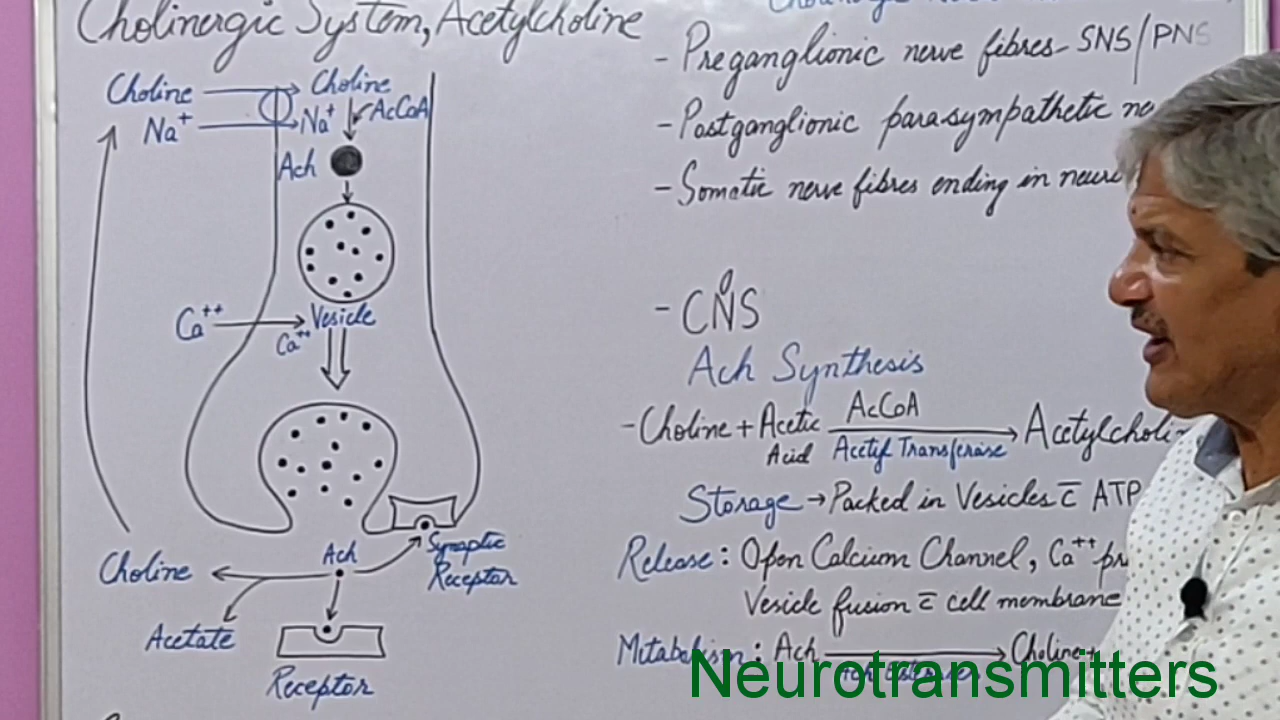 Cholinergic System, Acetylcholine
Choline → Choline
AcCoA
Na+ → Na+
Ach
Ca++
Vesicle
Ca++
Ach
Synaptic
Receptor
Choline
Acetate
Receptor
- Preganglionic nerve fibres - SNS/PNS
- Postganglionic parasympathetic
- Somatic nerve fibres ending in
- CNS
Ach Synthesis
- Choline + Acetic Acid AcCoA → Acetyl Transferase
Storage → Packed in Vesicles c̄ ATP
Release: Open Calcium Channel, Ca++
Vesicle fusion c̄ cell membrane
Metabolism: Ach → Choline+
Neurotransmitters